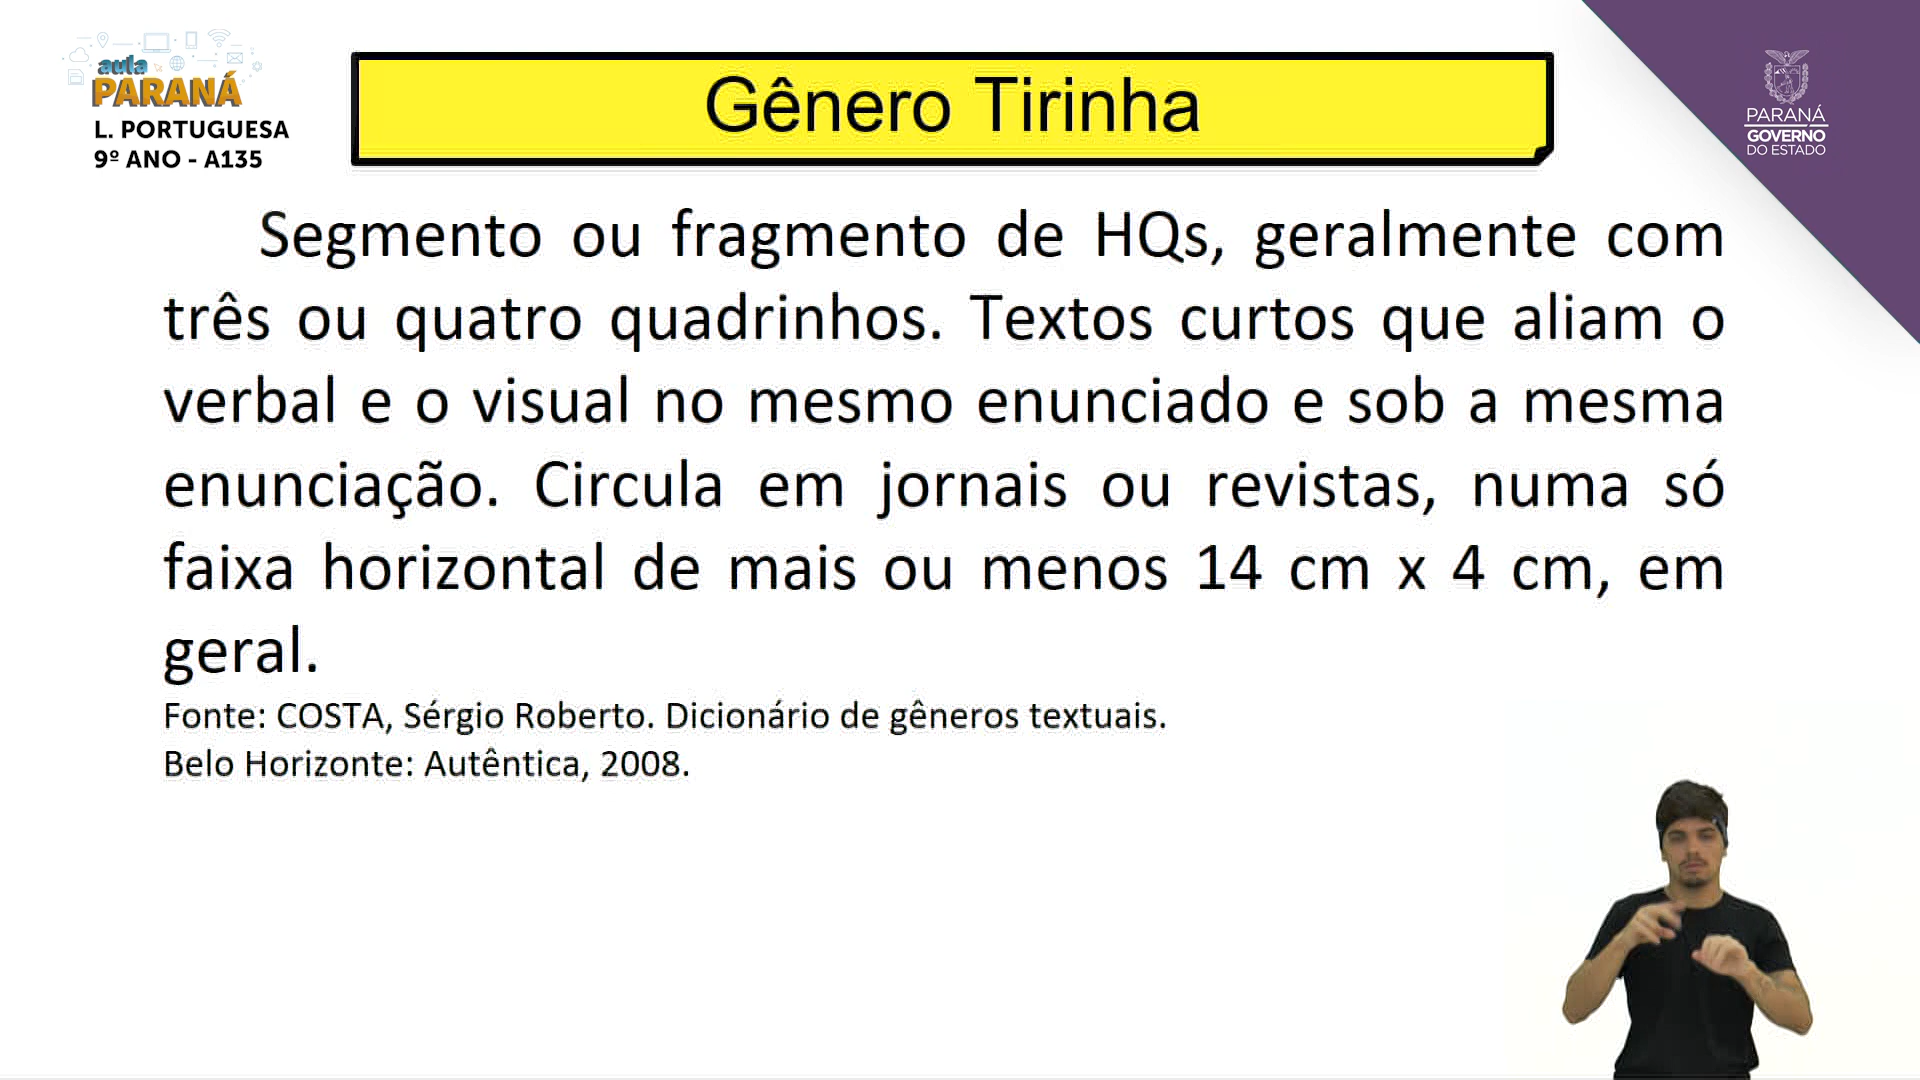 aula
PARANÁ
L. PORTUGUESA
9º ANO - A135
Gênero Tirinha
PARANÁ
GOVERNO
DO ESTADO
Segmento ou fragmento de HQs, geralmente com
três ou quatro quadrinhos. Textos curtos que aliam o
verbal e o visual no mesmo enunciado e sob a mesma
enunciação. Circula em jornais ou revistas, numa só
faixa horizontal de mais ou menos 14 cm x 4 cm, em
geral.
Fonte: COSTA, Sérgio Roberto. Dicionário de gêneros textuais.
Belo Horizonte: Autêntica, 2008.